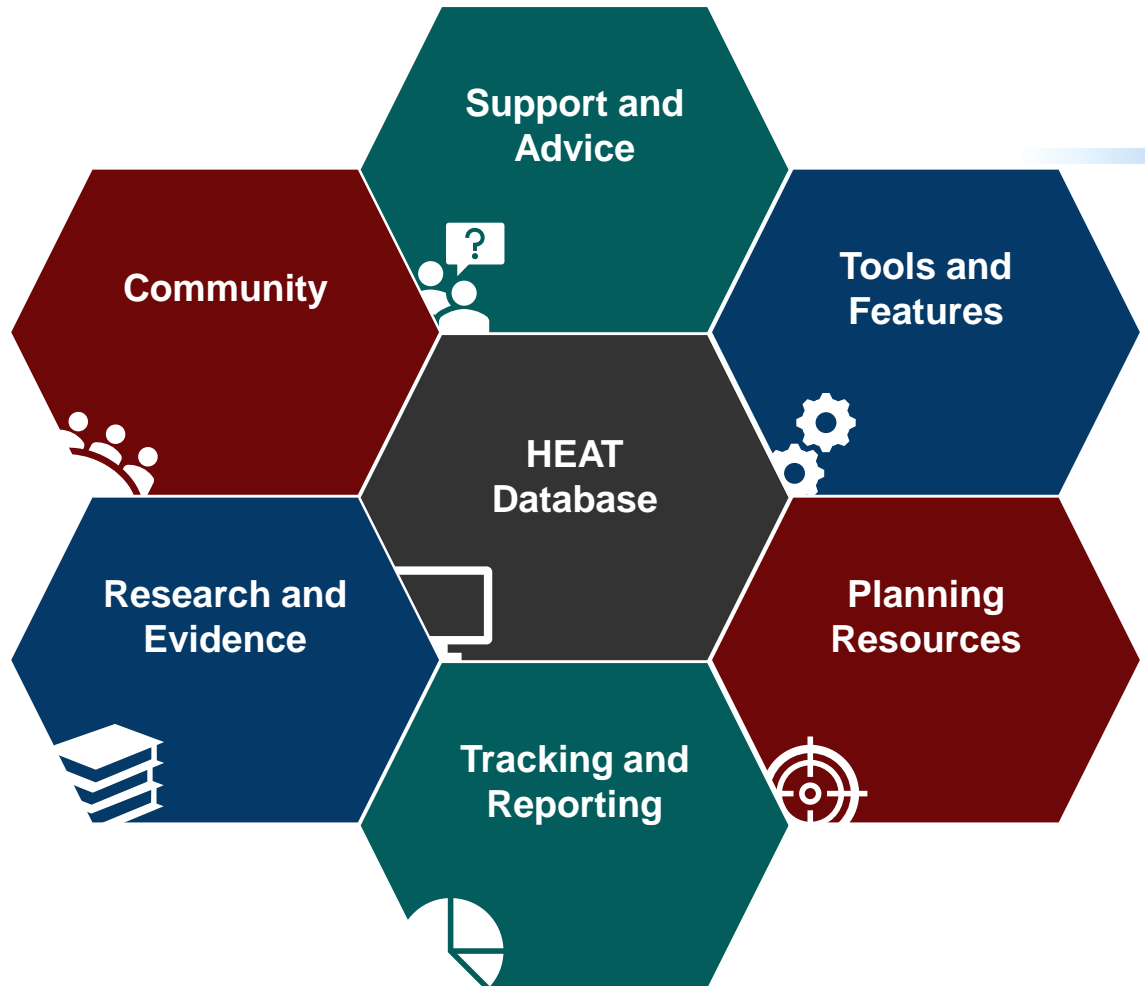 Support and
Advice
Community
Tools and
Features
?
HEAT
Database
Research and
Evidence
Planning
Resources
Tracking and
Reporting